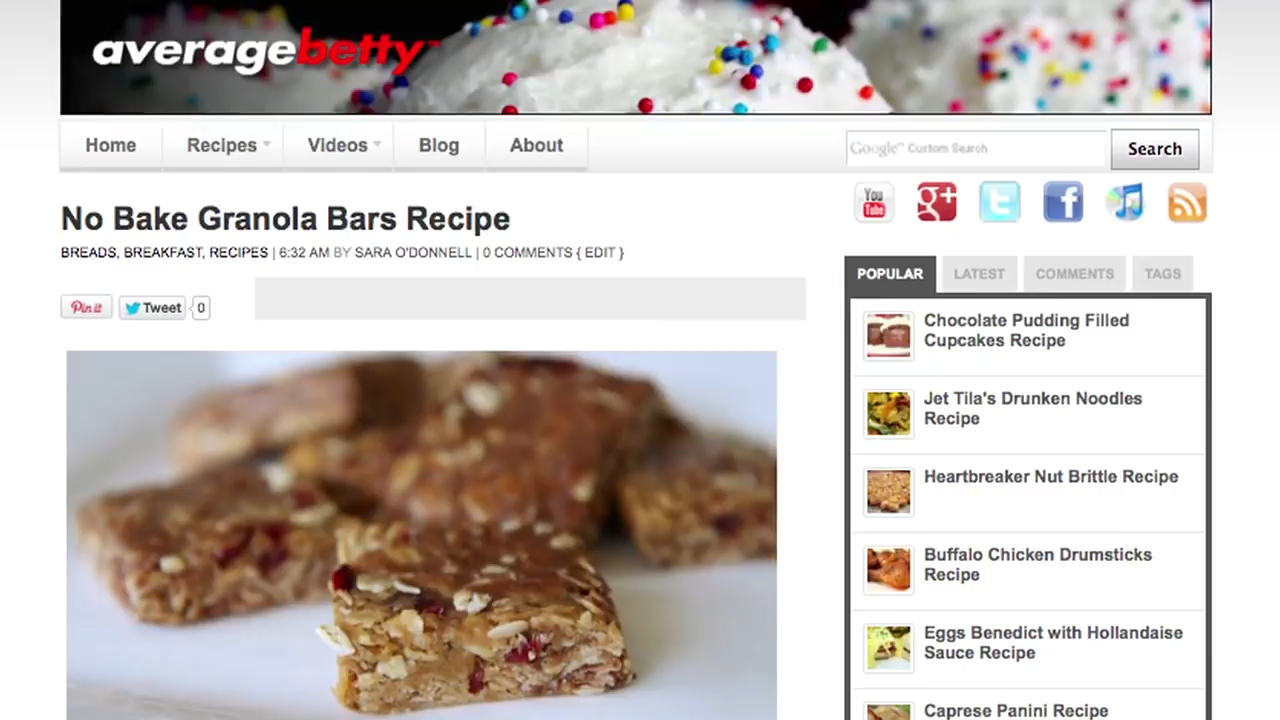 averagebetty
Home Recipes Videos Blog About
Google™ Custom Search
Search
You
Tube
g+
t
f
No Bake Granola Bars Recipe
BREADS, BREAKFAST, RECIPES | 6:32 AM BY SARA O'DONNELL | 0 COMMENTS { EDIT }
Pin it
Tweet
0
POPULAR LATEST COMMENTS TAGS
Chocolate Pudding Filled
Cupcakes Recipe
Jet Tila's Drunken Noodles
Recipe
Heartbreaker Nut Brittle Recipe
Buffalo Chicken Drumsticks
Recipe
Eggs Benedict with Hollandaise
Sauce Recipe
Caprese Panini Recipe